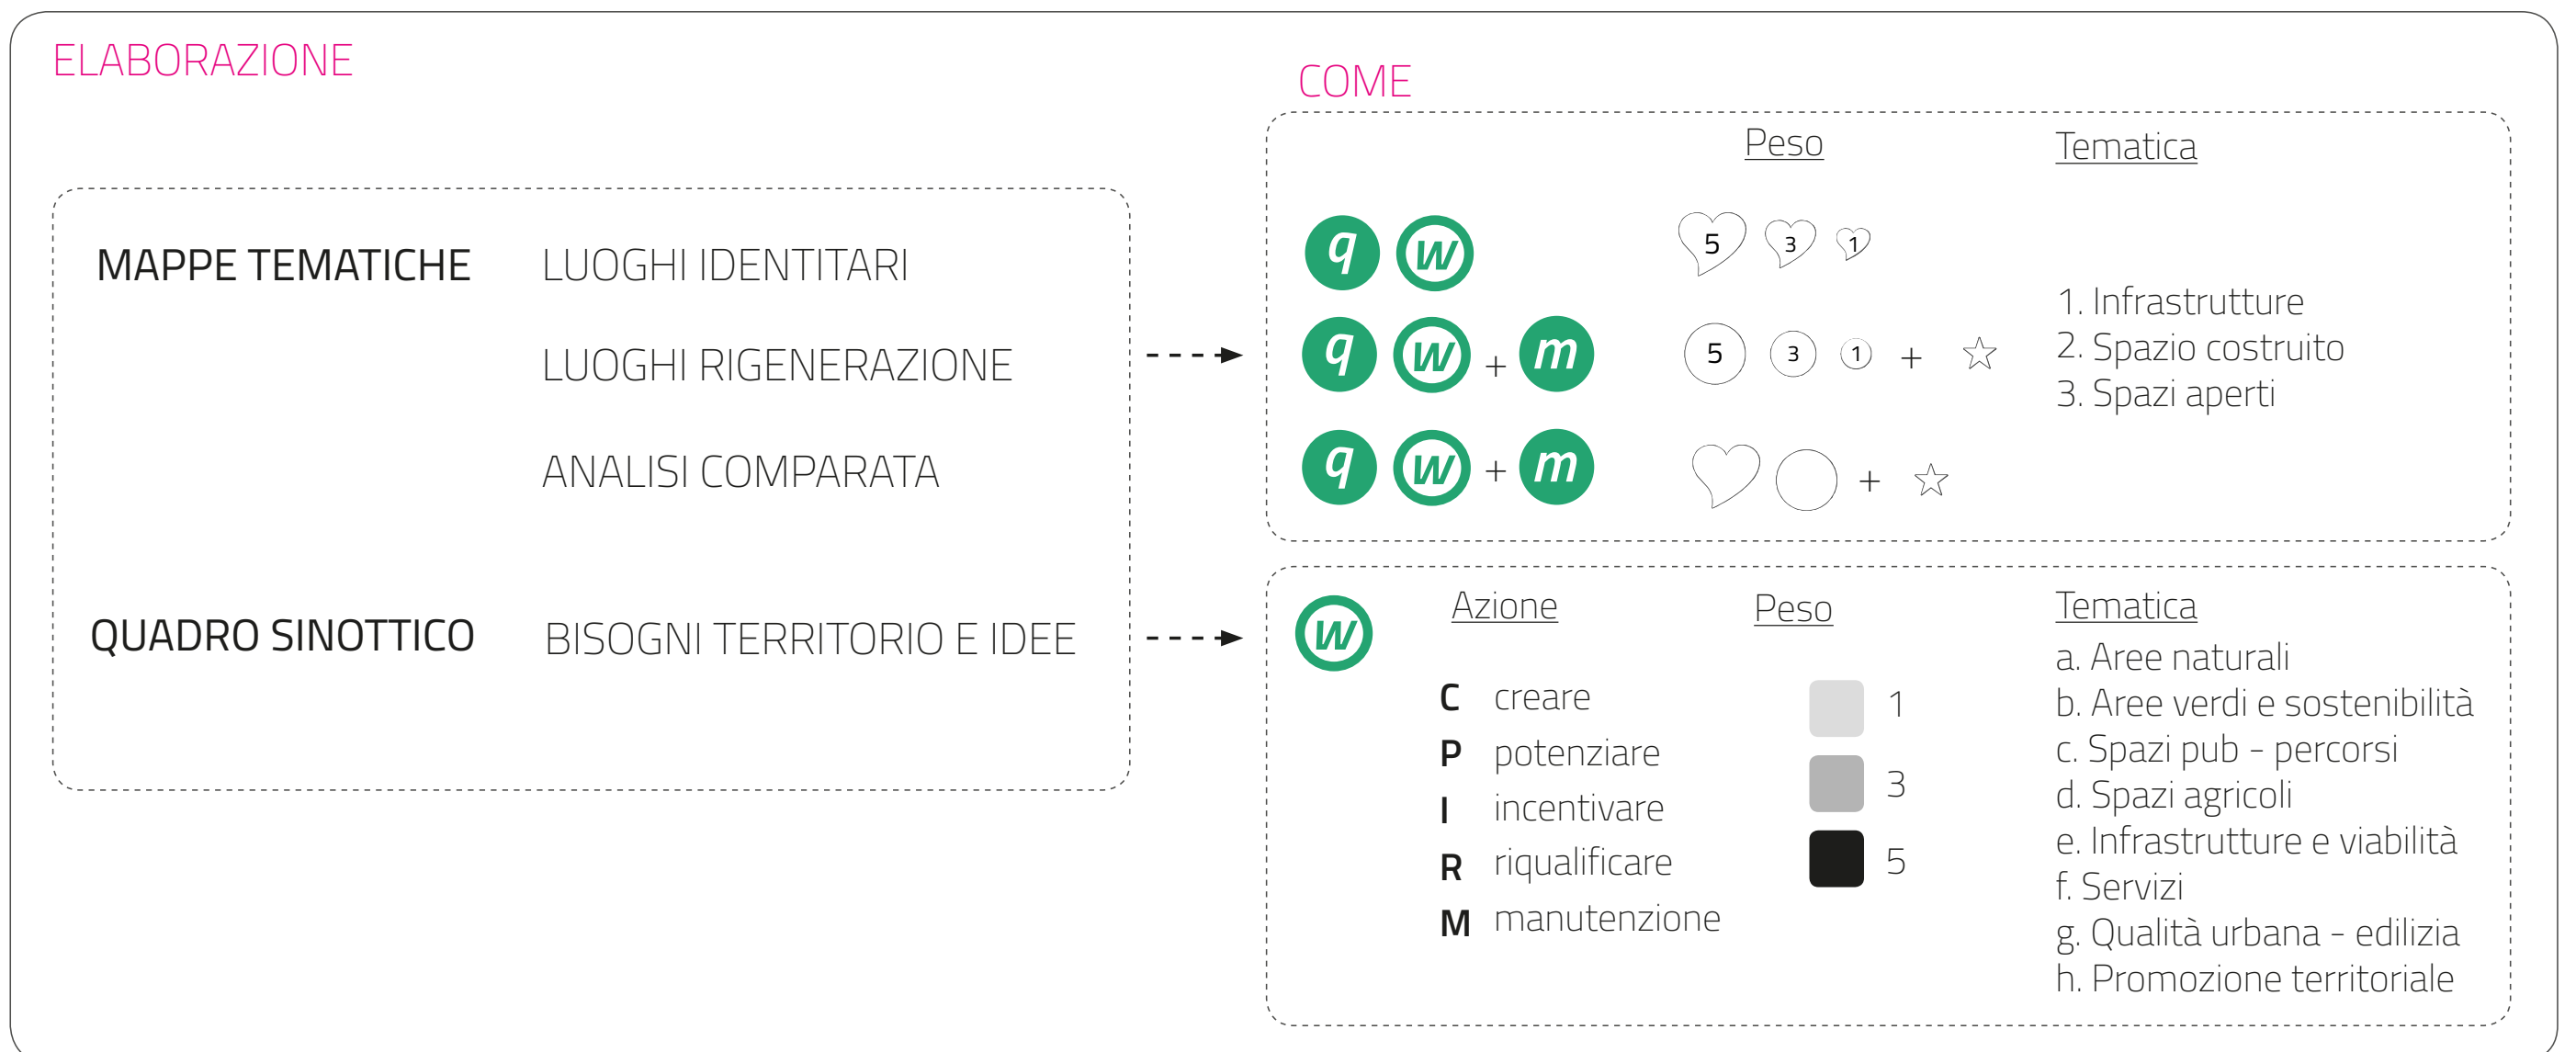 ELABORAZIONE
MAPPE TEMATICHE LUOGHI IDENTITARI
LUOGHI RIGENERAZIONE
ANALISI COMPARATA
QUADRO SINOTTICO BISOGNI TERRITORIO E IDEE
COME
Peso Tematica
q w 5 3 1
q w + m 5 3 1 +
q w + m +
1. Infrastrutture
2. Spazio costruito
3. Spazi aperti
w Azione Peso Tematica
C creare
P potenziare
I incentivare
R riqualificare
M manutenzione
1
3
5
a. Aree naturali
b. Aree verdi e sostenibilità
c. Spazi pub - percorsi
d. Spazi agricoli
e. Infrastrutture e viabilità
f. Servizi
g. Qualità urbana - edilizia
h. Promozione territoriale